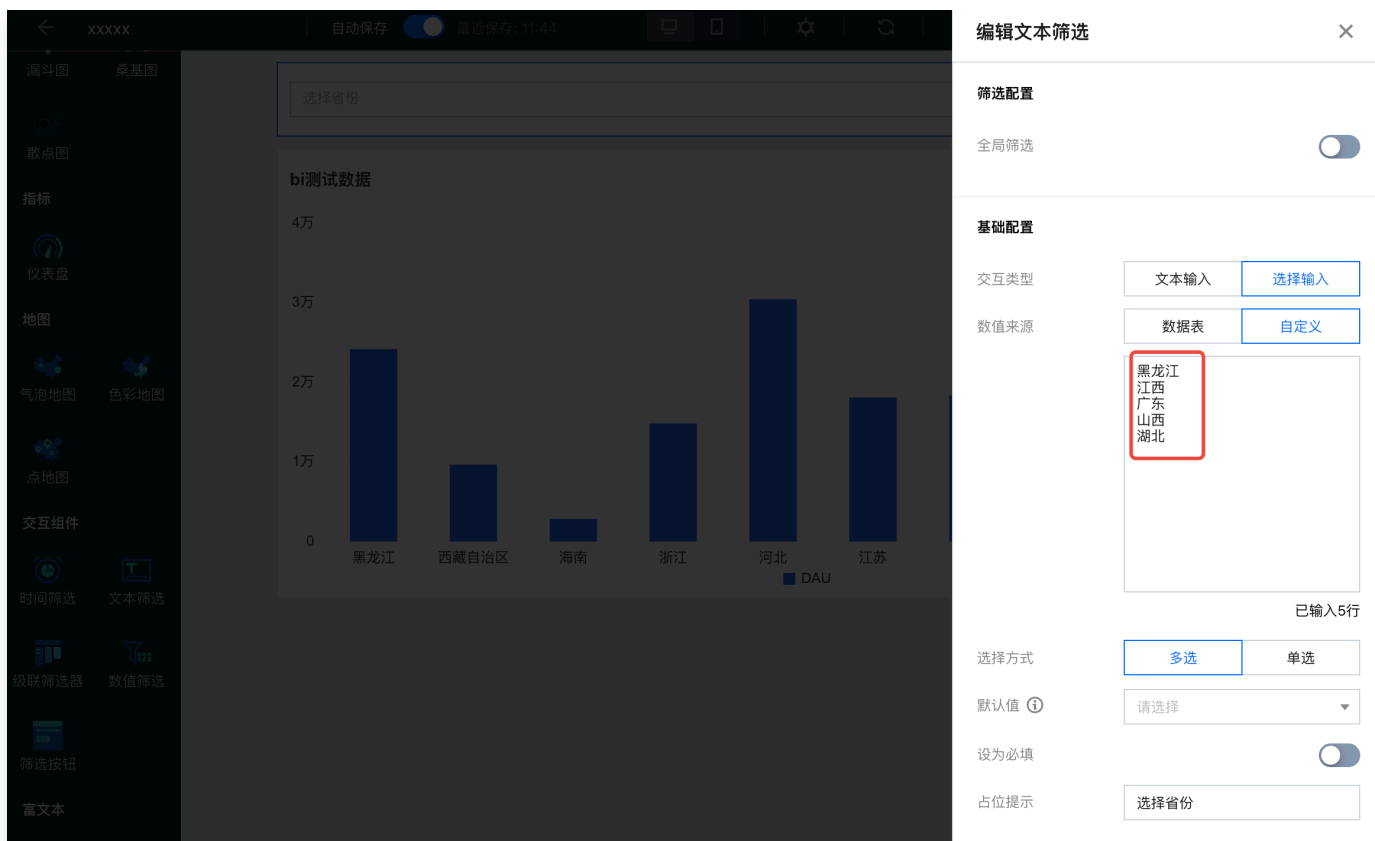 xxxxx
自动保存
最近保存: 11:44
漏斗图 桑基图
散点图
指标
仪表盘
地图
气泡地图 色彩地图
点地图
交互组件
时间筛选 文本筛选
级联筛选器 数值筛选
筛选按钮
富文本
选择省份
bi测试数据
4万
3万
2万
1万
0
黑龙江 西藏自治区 海南 浙江 河北 江苏
DAU
编辑文本筛选
筛选配置
全局筛选
基础配置
交互类型 文本输入 选择输入
数值来源 数据表 自定义
黑龙江
江西
广东
山西
湖北
已输入5行
选择方式 多选 单选
默认值 请选择
设为必填
占位提示 选择省份